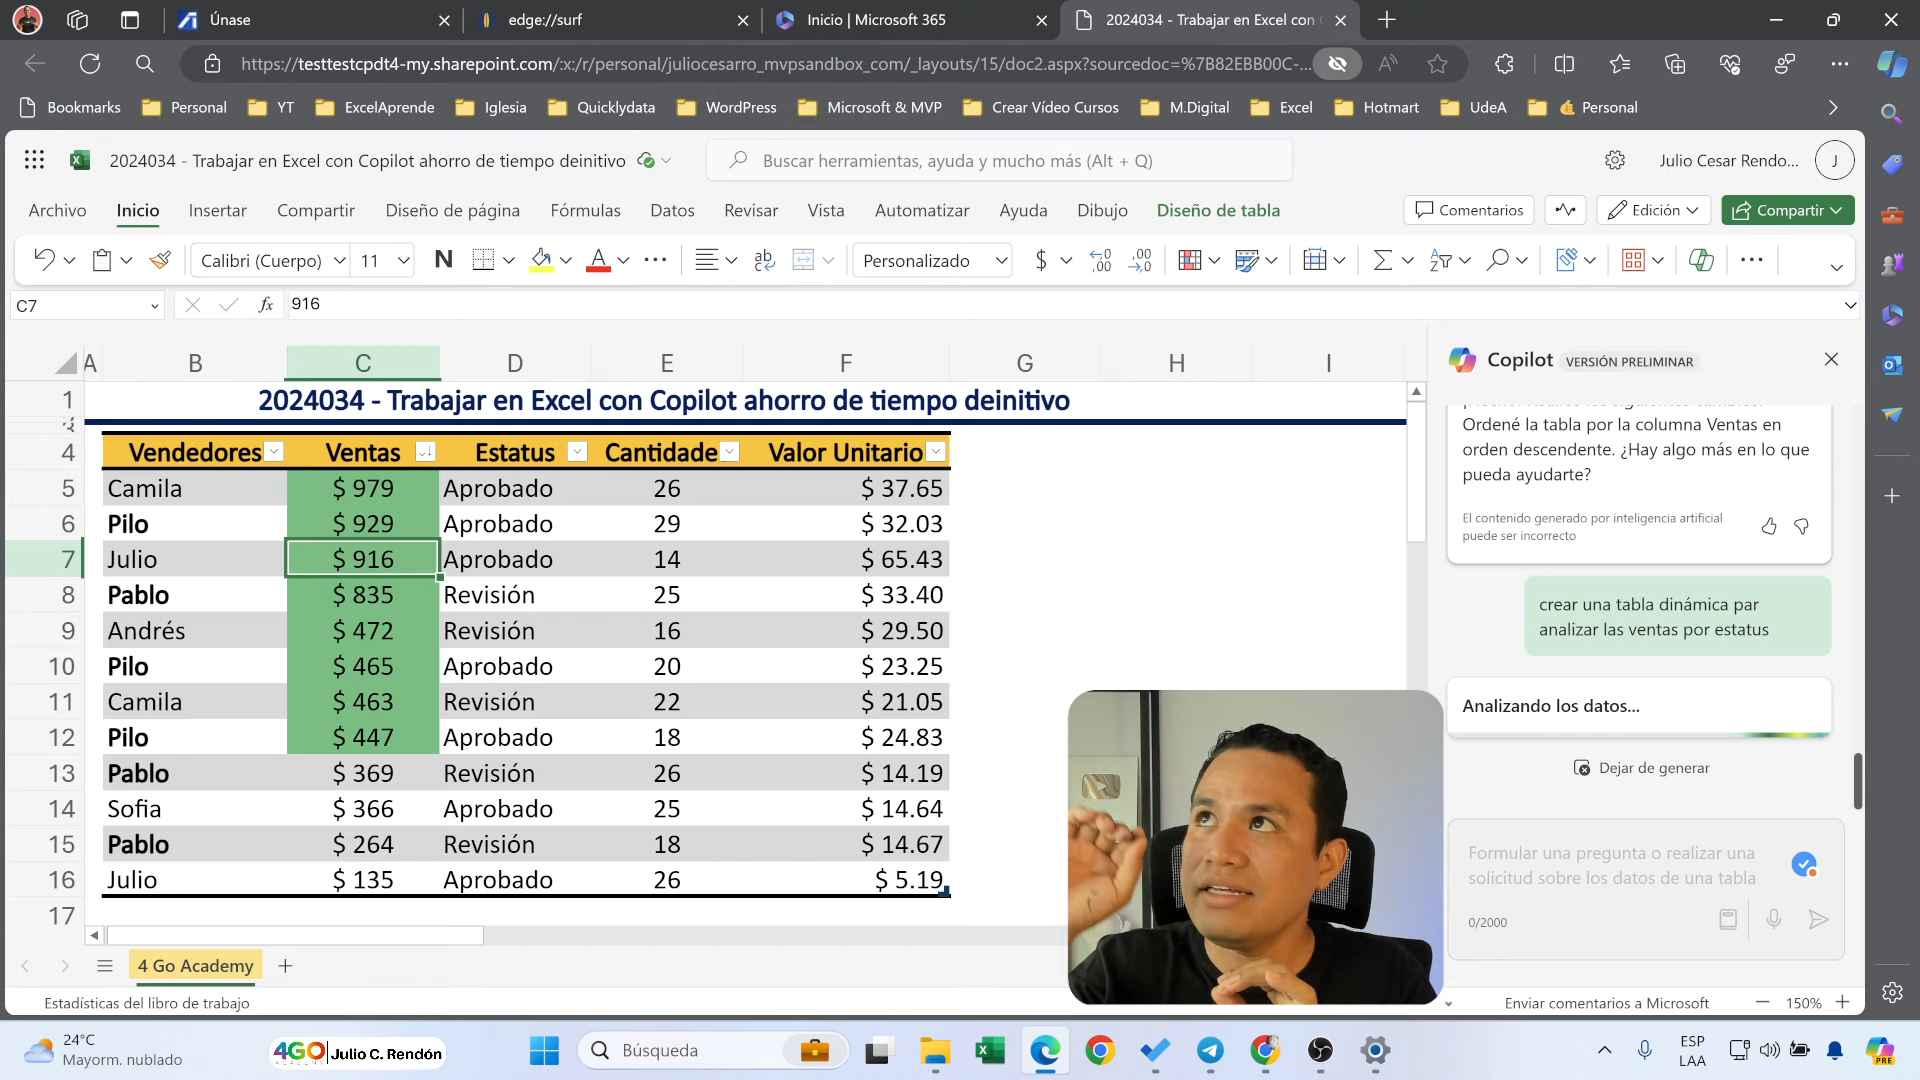 Únase
edge://surf
Inicio | Microsoft 365
2024034 - Trabajar en Excel con
https://testtestcpdt4-my.sharepoint.com/:x:/r/personal/juliocesarro_mvpsandbox_com/_layouts/15/doc2.aspx?sourcedoc=%7B82EBB00C-...
Bookmarks
Personal
YT
ExcelAprende
Iglesia
Quicklydata
WordPress
Microsoft & MVP
Crear Vídeo Cursos
M.Digital
Excel
Hotmart
UdeA
Personal
2024034 - Trabajar en Excel con Copilot ahorro de tiempo deinitivo
Buscar herramientas, ayuda y mucho más (Alt + Q)
Julio Cesar Rendo...
J
Archivo
Inicio
Insertar
Compartir
Diseño de página
Fórmulas
Datos
Revisar
Vista
Automatizar
Ayuda
Dibujo
Diseño de tabla
Comentarios
Edición
Compartir
Calibri (Cuerpo)
11
N
Personalizado
C7
916
A B C D E F G H I
1 2024034 - Trabajar en Excel con Copilot ahorro de tiempo deinitivo
4 Vendedores Ventas Estatus Cantidade Valor Unitario
5 Camila $ 979 Aprobado 26 $ 37.65
6 Pilo $ 929 Aprobado 29 $ 32.03
7 Julio $ 916 Aprobado 14 $ 65.43
8 Pablo $ 835 Revisión 25 $ 33.40
9 Andrés $ 472 Revisión 16 $ 29.50
10 Pilo $ 465 Aprobado 20 $ 23.25
11 Camila $ 463 Revisión 22 $ 21.05
12 Pilo $ 447 Aprobado 18 $ 24.83
13 Pablo $ 369 Revisión 26 $ 14.19
14 Sofia $ 366 Aprobado 25 $ 14.64
15 Pablo $ 264 Revisión 18 $ 14.67
16 Julio $ 135 Aprobado 26 $ 5.19
17
4 Go Academy
Estadísticas del libro de trabajo
Copilot VERSIÓN PRELIMINAR
Ordené la tabla por la columna Ventas en
orden descendente. ¿Hay algo más en lo que
pueda ayudarte?
El contenido generado por inteligencia artificial
puede ser incorrecto
crear una tabla dinámica par
analizar las ventas por estatus
Analizando los datos...
Dejar de generar
Formular una pregunta o realizar una
solicitud sobre los datos de una tabla
0/2000
Enviar comentarios a Microsoft
150%
24°C
Mayorm. nublado
4GO
Julio C. Rendón
Búsqueda
ESP
LAA
PRE